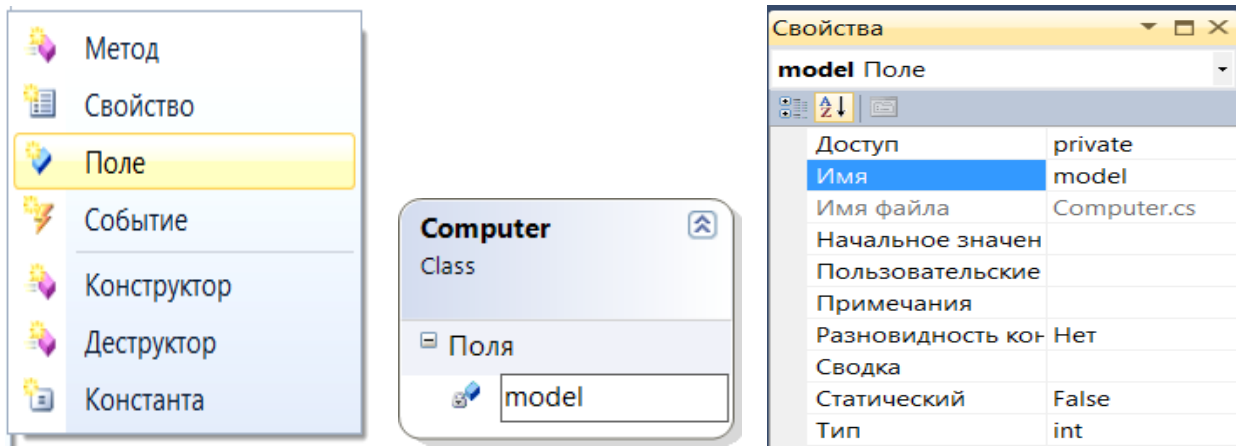 Метод
Свойство
Поле
Событие
Конструктор
Деструктор
Константа
Computer
Class
Поля
model
Свойства
model Поле
Доступ private
Имя model
Имя файла Computer.cs
Начальное значен
Пользовательские
Примечания
Разновидность кон Нет
Сводка
Статический False
Тип int